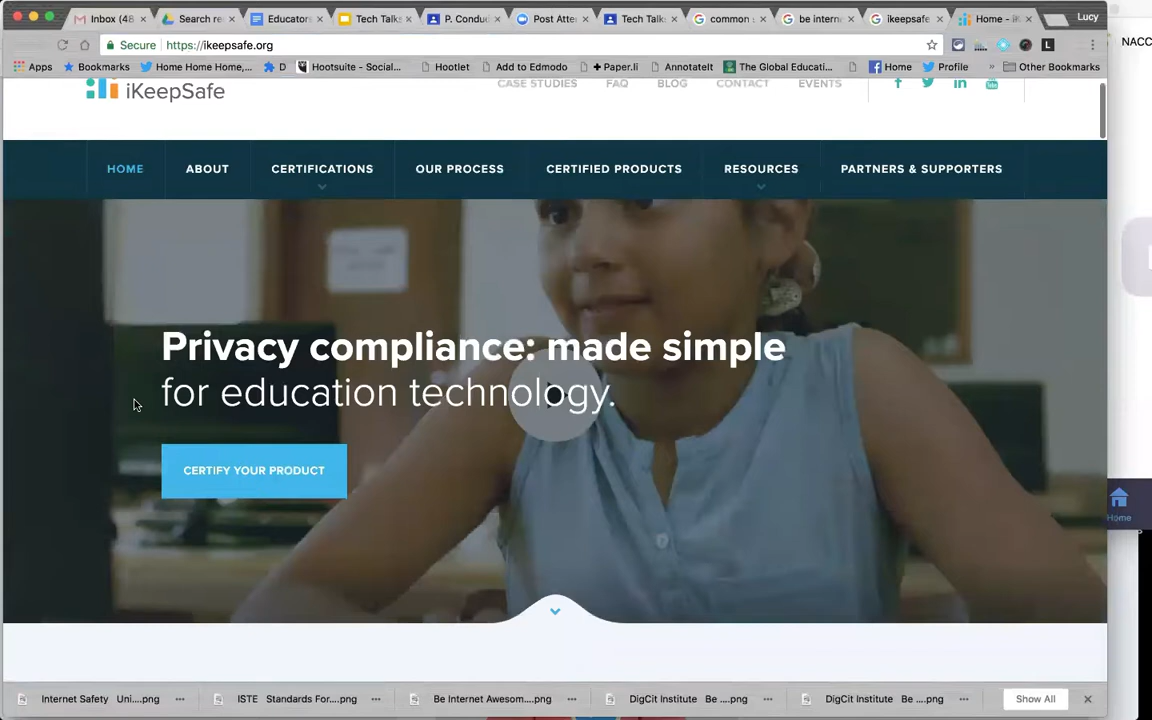 Inbox (48
Search re
Educator
Tech Talk
P. Condu
Post Atte
Tech Talk
common
be intern
ikeepsafe
Home - iK
Lucy
Secure https://ikeepsafe.org
NACC
Apps
Bookmarks
Home Home Home,...
D
Hootsuite - Social...
Hootlet
Add to Edmodo
+ Paper.li
AnnotateIt
The Global Educati...
Home
Profile
»
Other Bookmarks
iKeepSafe
CASE STUDIES
FAQ
BLOG
CONTACT
EVENTS
HOME
ABOUT
CERTIFICATIONS
OUR PROCESS
CERTIFIED PRODUCTS
RESOURCES
PARTNERS & SUPPORTERS
Privacy compliance: made simple
for education technology.
CERTIFY YOUR PRODUCT
Home
Internet Safety Uni....png
ISTE Standards For....png
Be Internet Awesom....png
DigCit Institute Be ....png
DigCit Institute Be ....png
Show All